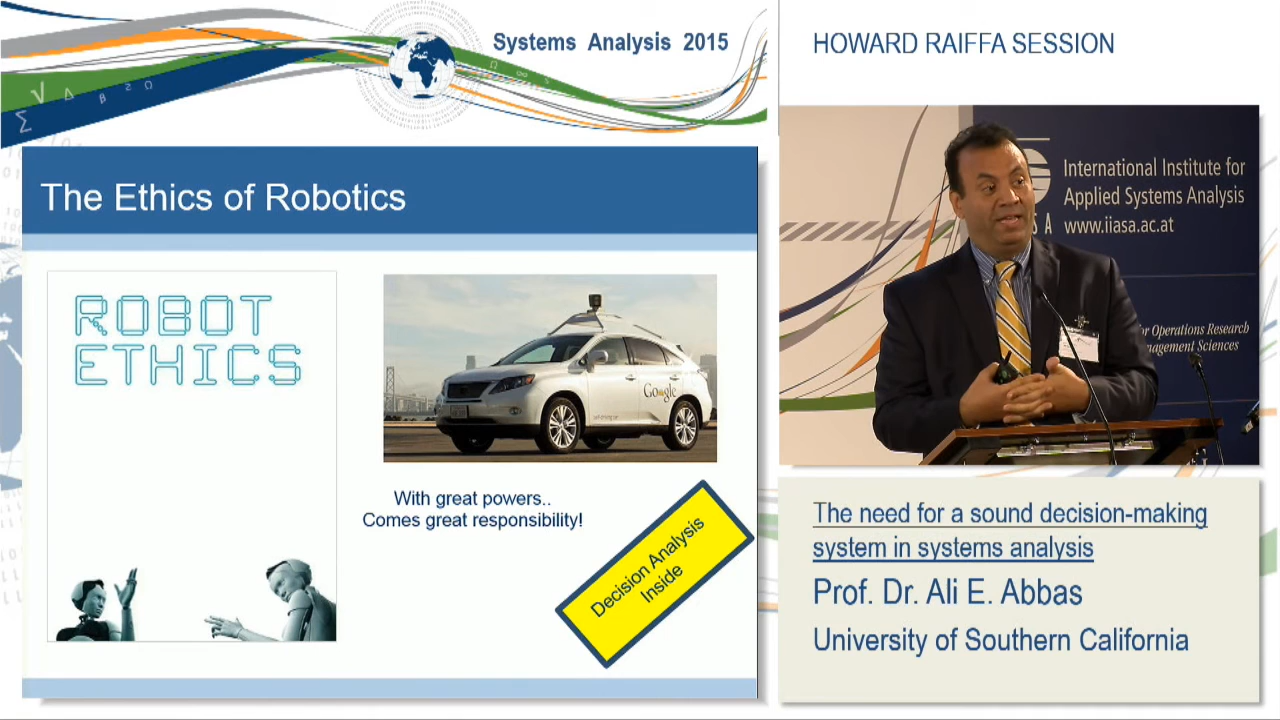 Systems Analysis 2015
HOWARD RAIFFA SESSION
The Ethics of Robotics
ROBOT
ETHICS
Google
With great powers..
Comes great responsibility!
Decision Analysis
Inside
International Institute for
Applied Systems Analysis
www.iiasa.ac.at
S A
r Operations Research
nagement Sciences
The need for a sound decision-making
system in systems analysis
Prof. Dr. Ali E. Abbas
University of Southern California
√ Δ β Σ Ω
Σ
Ω ∞